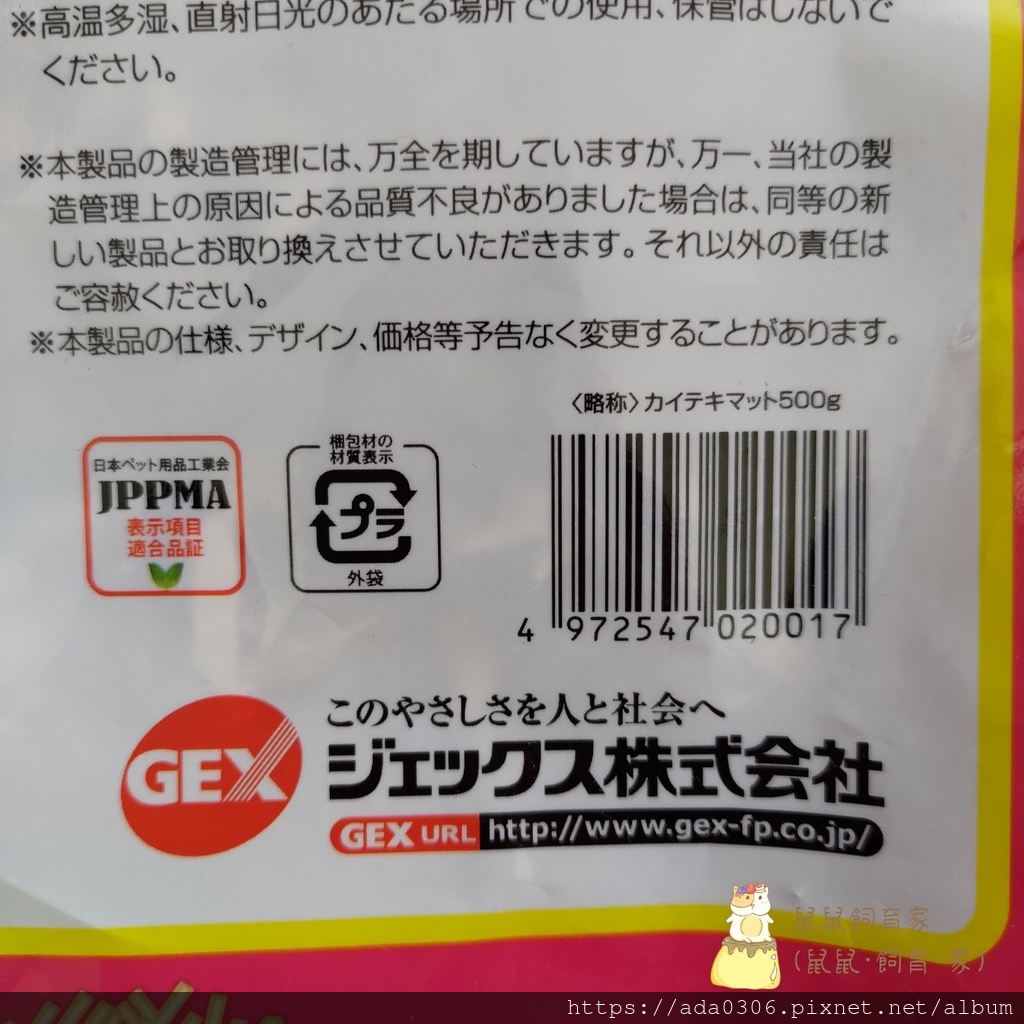 ※高温多湿、直射日光のあたる場所での使用、保管はしないで
ください。
※本製品の製造管理には、万全を期していますが、万一、当社の製
造管理上の原因による品質不良がありました場合は、同等の新
しい製品とお取り換えさせていただきます。それ以外の責任は
ご容赦ください。
※本製品の仕様、デザイン、価格等予告なく変更することがあります。
〈略称〉カイテキマット500g
日本ペット用品工業会
JPPMA
表示項目
適合品証
梱包材の
材質表示
プラ
外袋
4 972547 020017
GEX
このやさしさを人と社会へ
ジェックス株式会社
GEX URL http://www.gex-fp.co.jp/
鼠鼠飼育家
(鼠鼠·飼育 家)
https://ada0306.pixnet.net/album